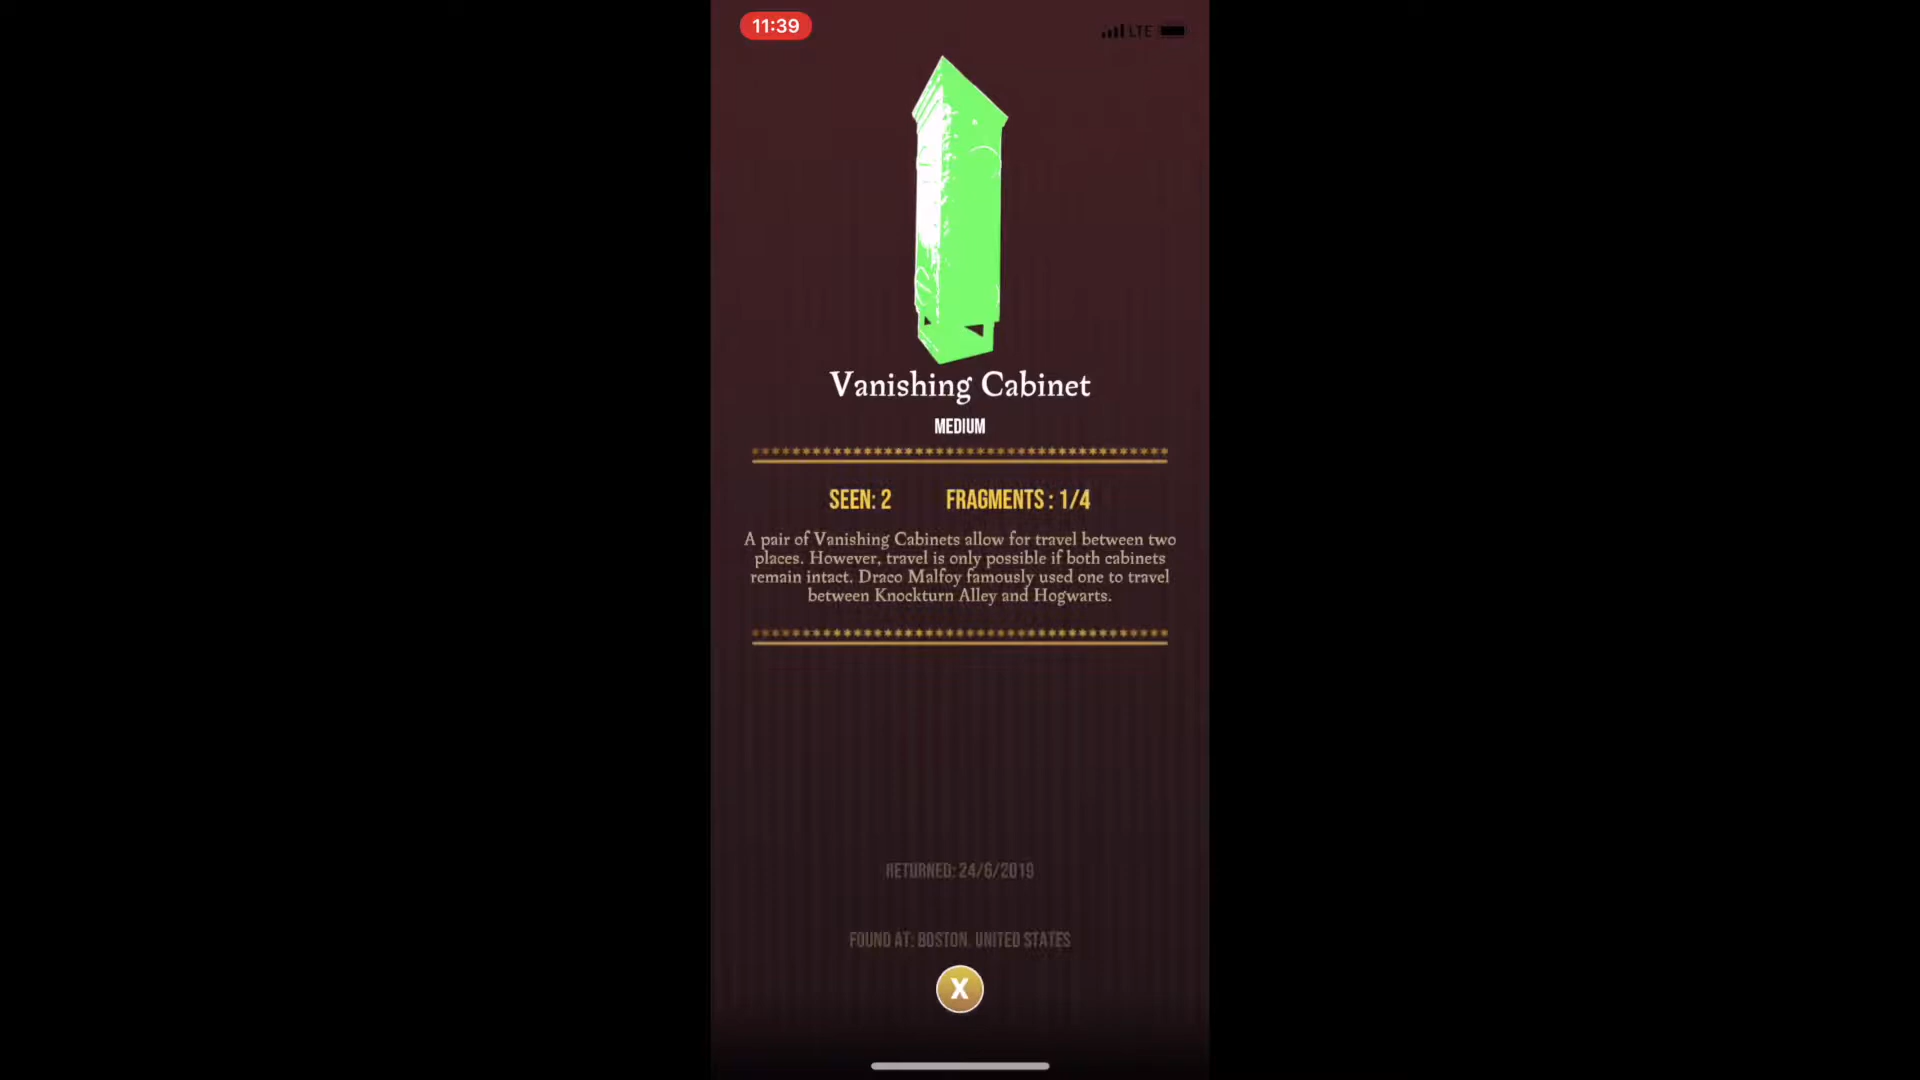 11:39
LTE
Vanishing Cabinet
MEDIUM
SEEN: 2 FRAGMENTS : 1/4
A pair of Vanishing Cabinets allow for travel between two
places. However, travel is only possible if both cabinets
remain intact. Draco Malfoy famously used one to travel
between Knockturn Alley and Hogwarts.
RETURNED: 24/6/2019
FOUND AT: BOSTON, UNITED STATES
X